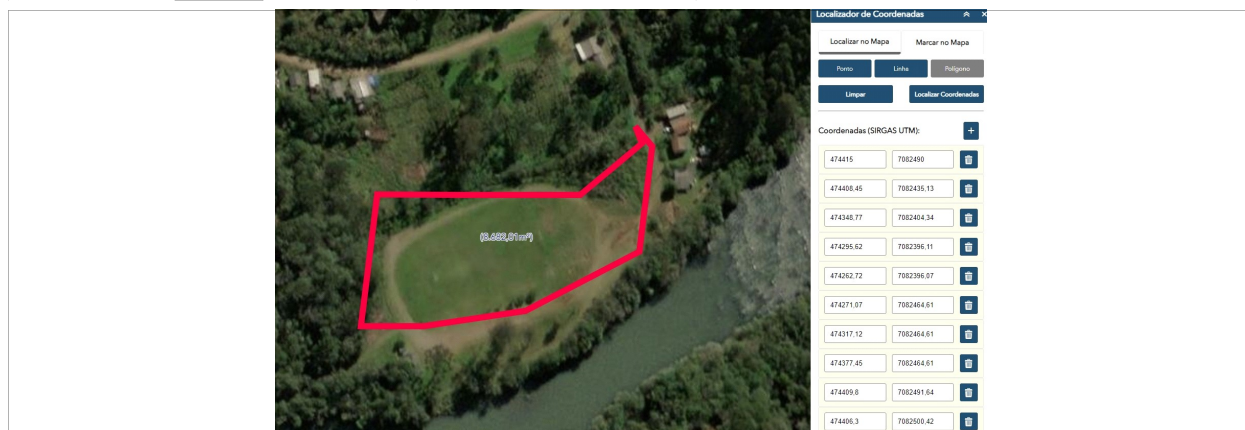 Localizador de Coordenadas
Localizar no Mapa Marcar no Mapa
Ponto Linha Polígono
Limpar Localizar Coordenadas
Coordenadas (SIRGAS UTM): +
474415 7082490
474408,45 7082435,13
474348,77 7082404,34
474295,62 7082396,11
474262,72 7082396,07
474271,07 7082464,61
474317,12 7082464,61
474377,45 7082464,61
474409,8 7082491,64
474406,3 7082500,42